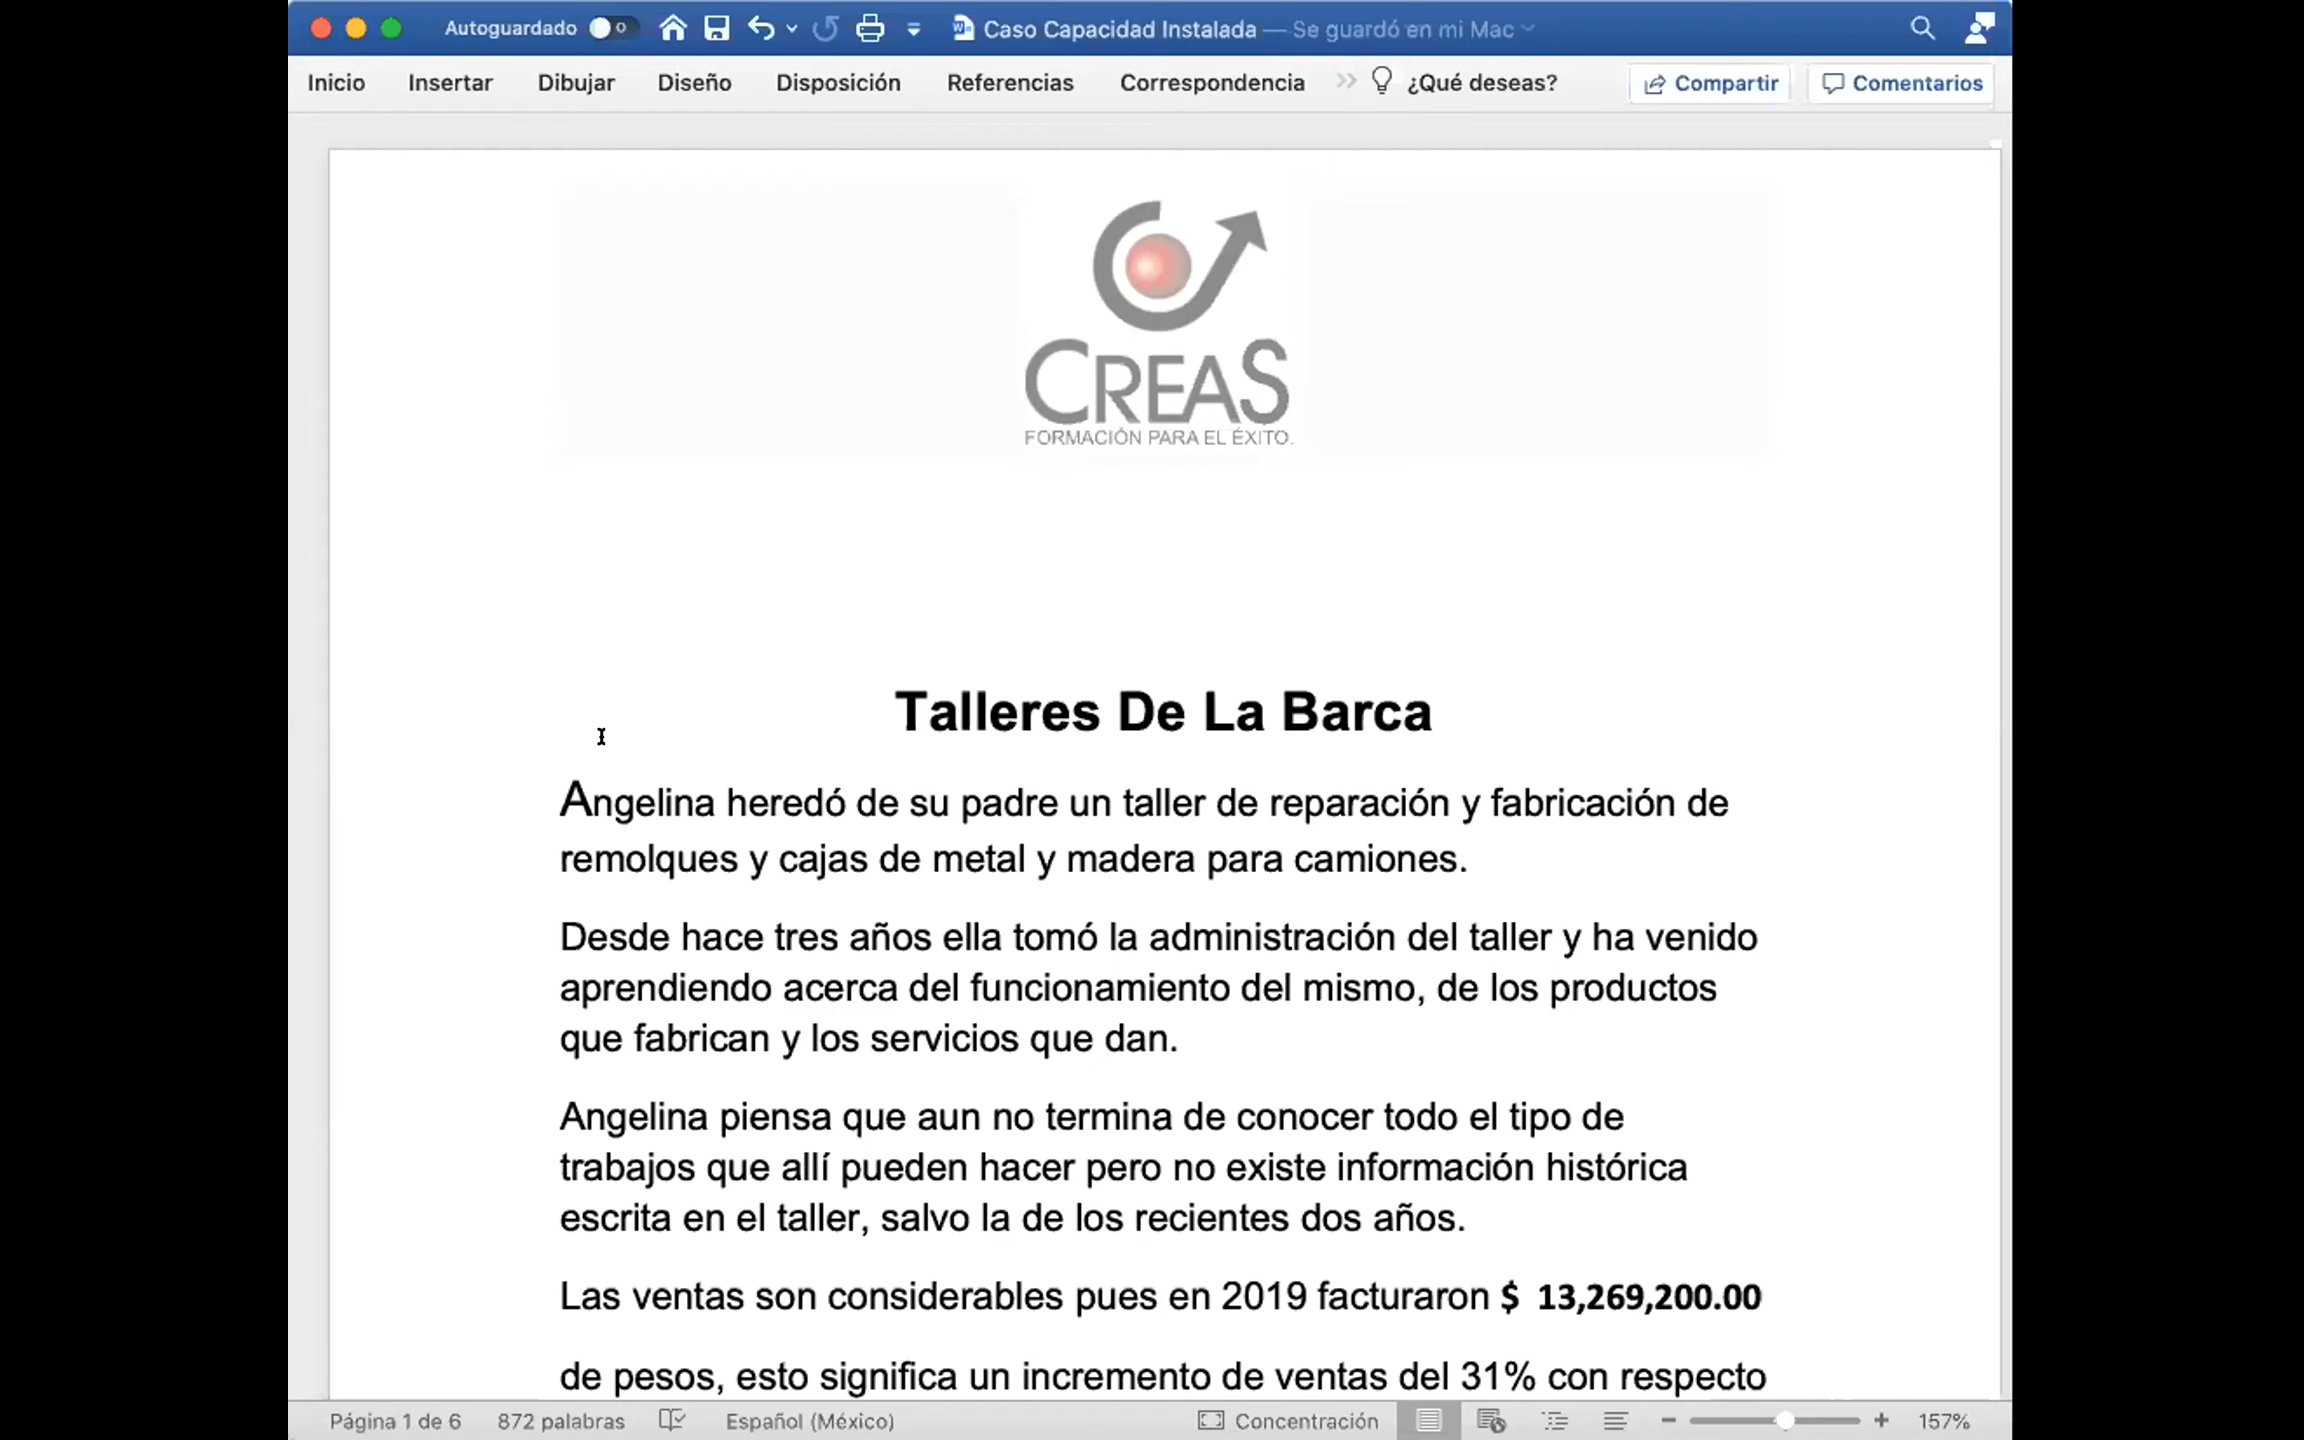 Autoguardado
Caso Capacidad Instalada — Se guardó en mi Mac
Inicio Insertar Dibujar Diseño Disposición Referencias Correspondencia ¿Qué deseas? Compartir Comentarios
CREAS
FORMACIÓN PARA EL ÉXITO.
Talleres De La Barca
Angelina heredó de su padre un taller de reparación y fabricación de
remolques y cajas de metal y madera para camiones.
Desde hace tres años ella tomó la administración del taller y ha venido
aprendiendo acerca del funcionamiento del mismo, de los productos
que fabrican y los servicios que dan.
Angelina piensa que aun no termina de conocer todo el tipo de
trabajos que allí pueden hacer pero no existe información histórica
escrita en el taller, salvo la de los recientes dos años.
Las ventas son considerables pues en 2019 facturaron $ 13,269,200.00
de pesos, esto significa un incremento de ventas del 31% con respecto
Página 1 de 6 872 palabras Español (México) Concentración 157%